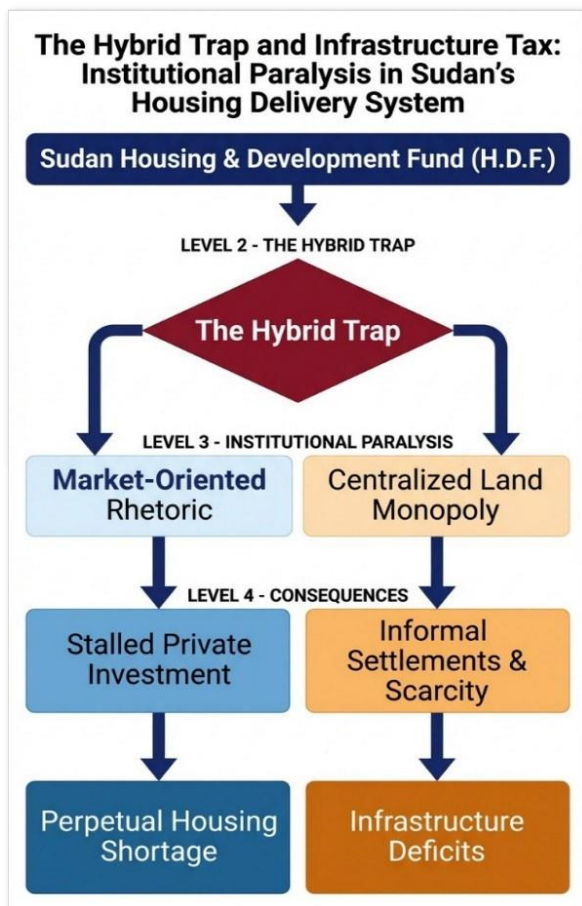 The Hybrid Trap and Infrastructure Tax:
Institutional Paralysis in Sudan's
Housing Delivery System
Sudan Housing & Development Fund (H.D.F.)
LEVEL 2 - THE HYBRID TRAP
The Hybrid Trap
LEVEL 3 - INSTITUTIONAL PARALYSIS
Market-Oriented
Rhetoric
Centralized Land
Monopoly
LEVEL 4 - CONSEQUENCES
Stalled Private
Investment
Informal
Settlements &
Scarcity
Perpetual Housing
Shortage
Infrastructure
Deficits